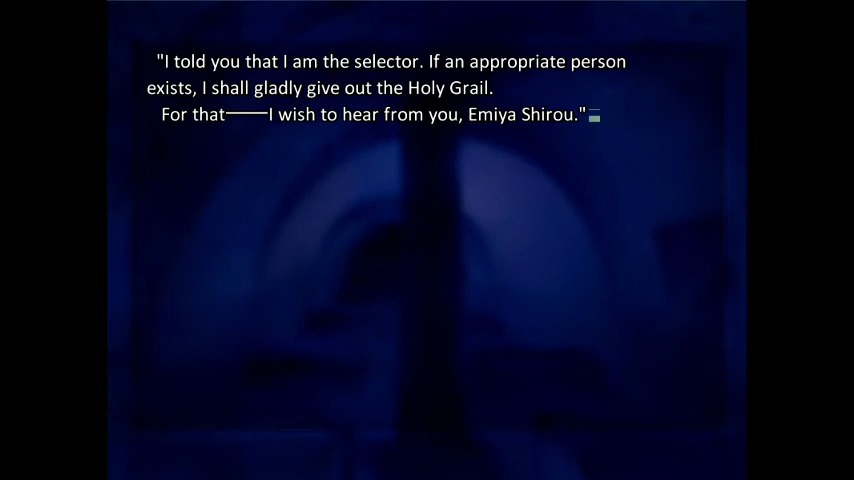 "I told you that I am the selector. If an appropriate person
exists, I shall gladly give out the Holy Grail.
For that――I wish to hear from you, Emiya Shirou."